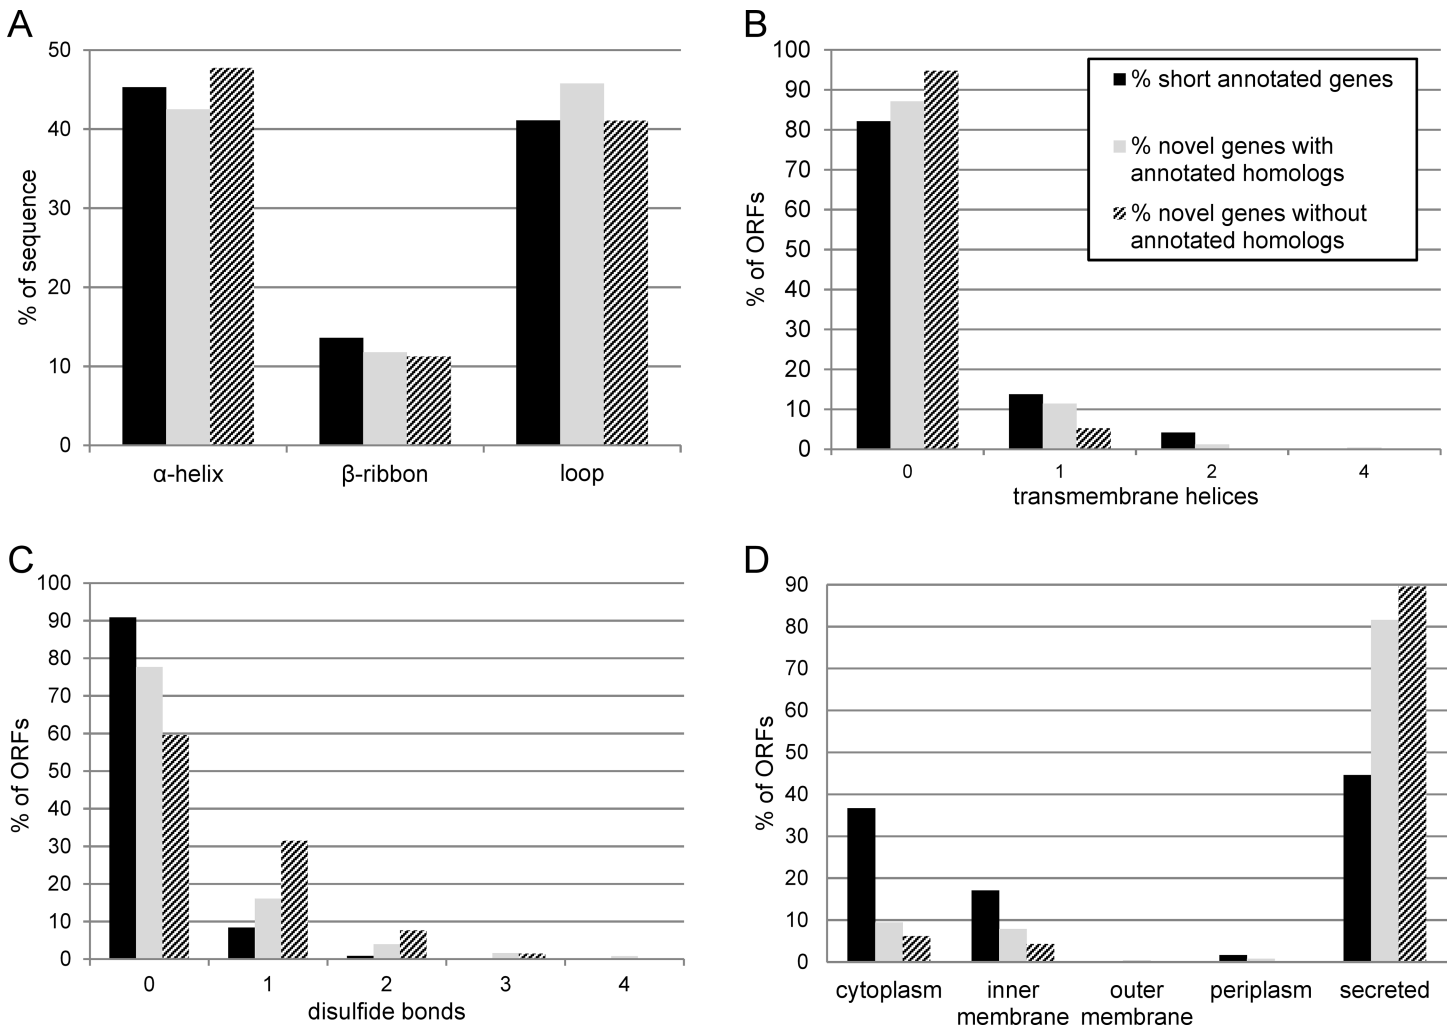 A
50
40
30
20
10
0
% of sequence
α-helix β-ribbon loop
B
100
90
80
70
60
50
40
30
20
10
0
% of ORFs
% short annotated genes
% novel genes with
annotated homologs
% novel genes without
annotated homologs
0 1 2 4
transmembrane helices
C
100
90
80
70
60
50
40
30
20
10
0
% of ORFs
0 1 2 3 4
disulfide bonds
D
90
80
70
60
50
40
30
20
10
0
% of ORFs
cytoplasm inner outer periplasm secreted
membrane membrane